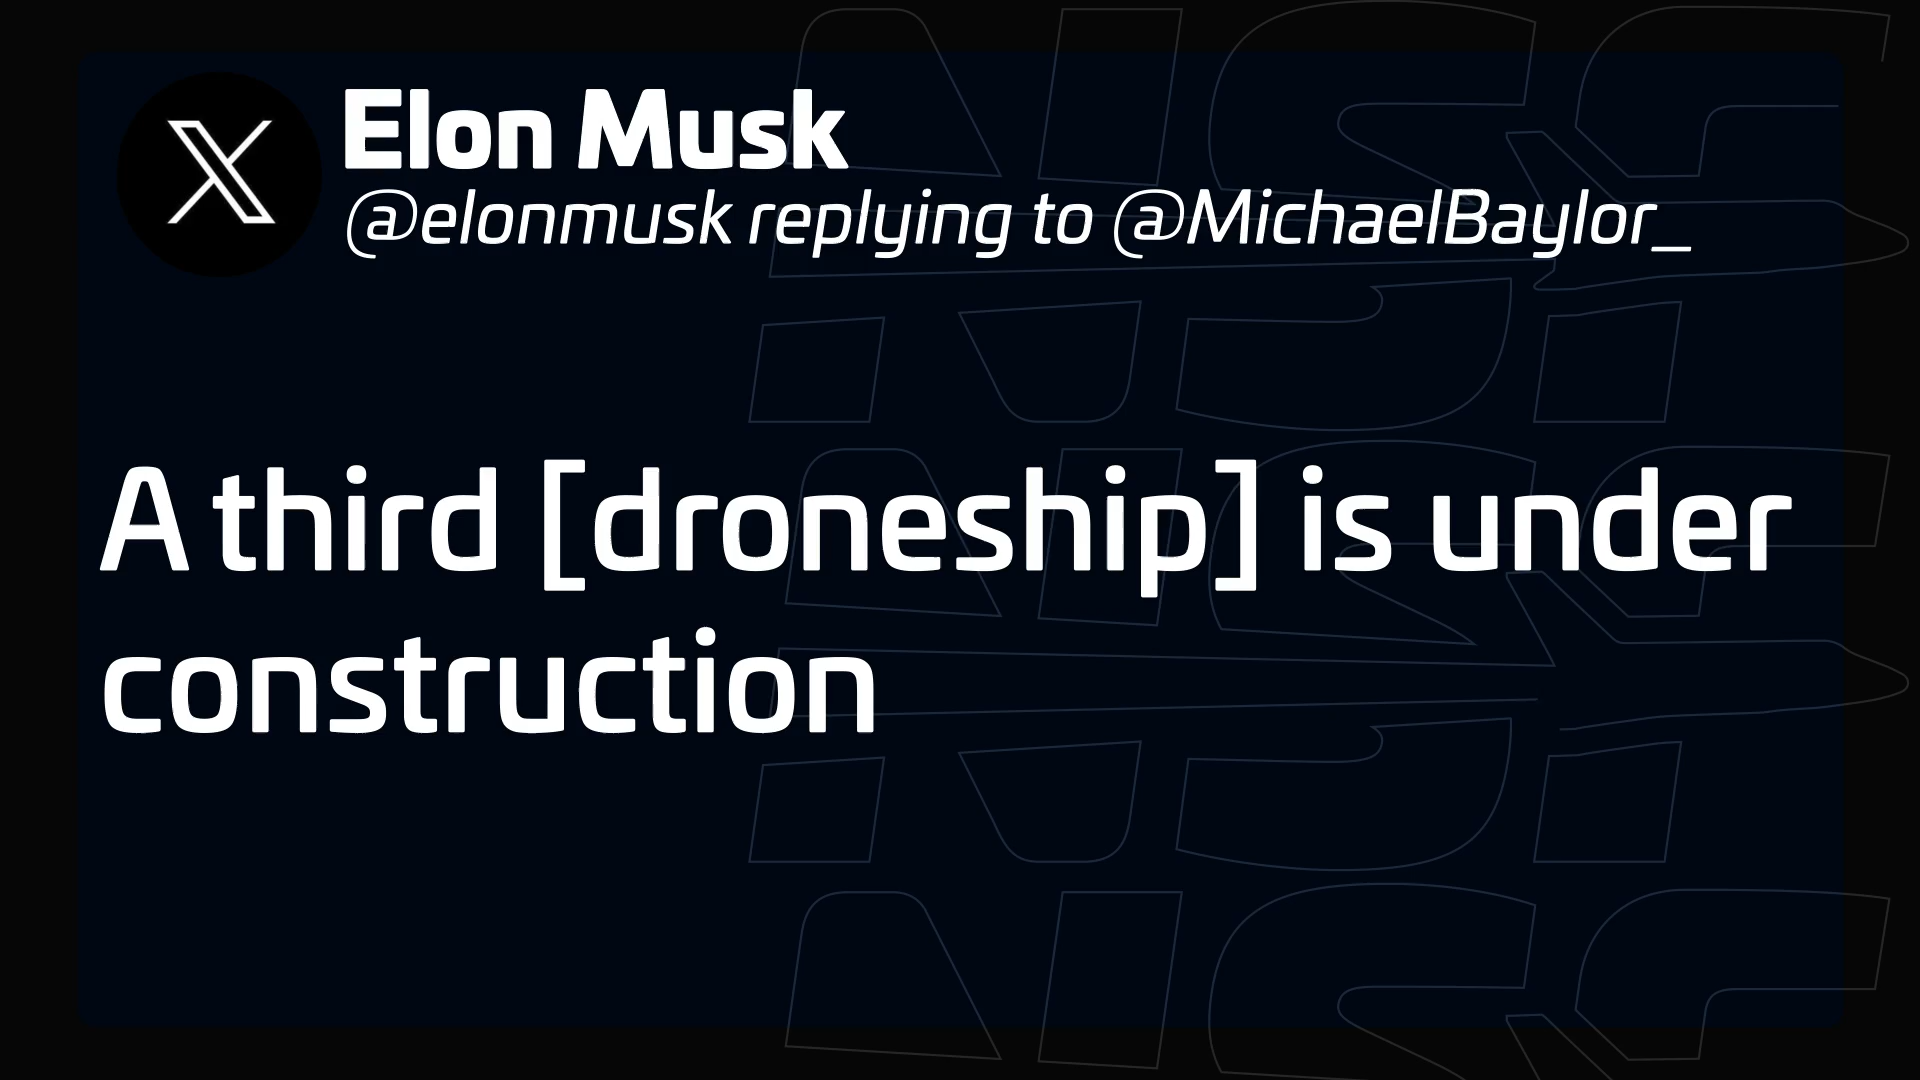 Elon Musk
@elonmusk replying to @MichaelBaylor_
A third [droneship] is under
construction